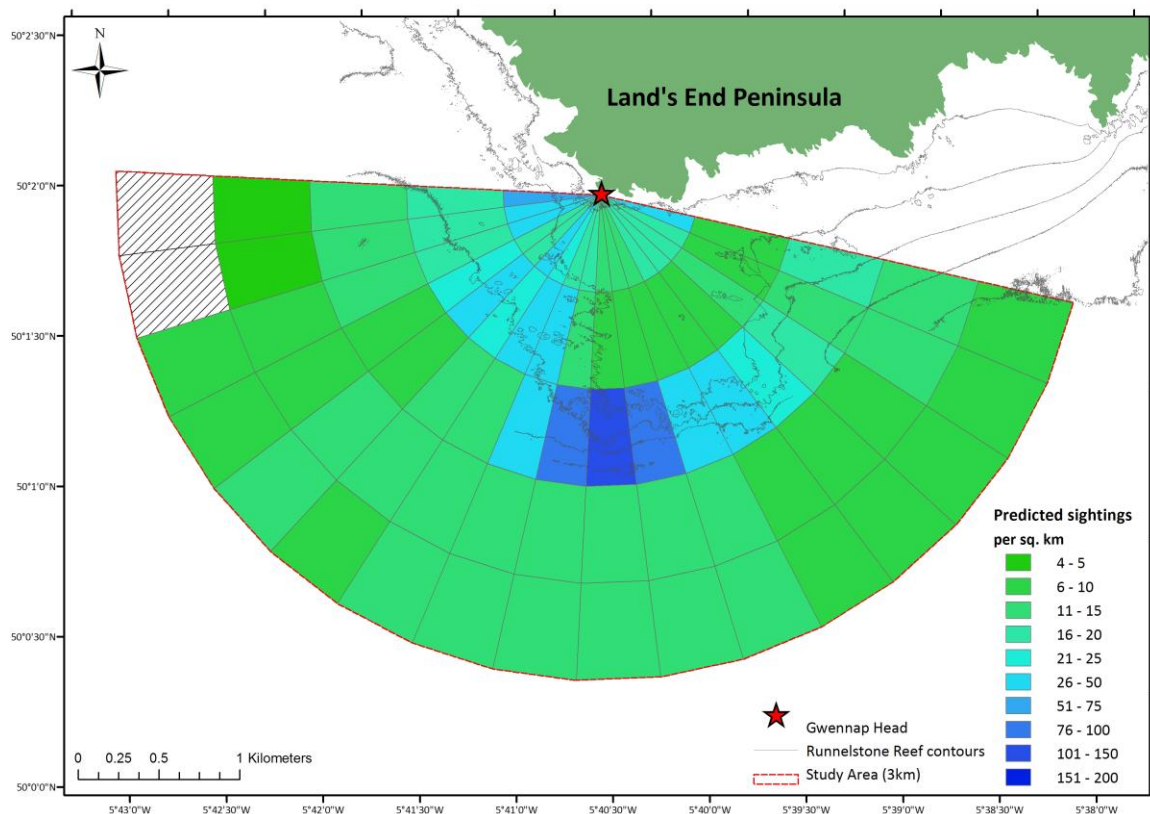 50°2'30"N
50°2'0"N
50°1'30"N
50°1'0"N
50°0'30"N
50°0'0"N
Land's End Peninsula
Predicted sightings
per sq. km
4 - 5
6 - 10
11 - 15
16 - 20
21 - 25
26 - 50
51 - 75
76 - 100
101 - 150
151 - 200
Gwennap Head
Runnelstone Reef contours
Study Area (3km)
0 0.25 0.5 1 Kilometers
5°43'0"W 5°42'30"W 5°42'0"W 5°41'30"W 5°41'0"W 5°40'30"W 5°40'0"W 5°39'30"W 5°39'0"W 5°38'30"W 5°38'0"W